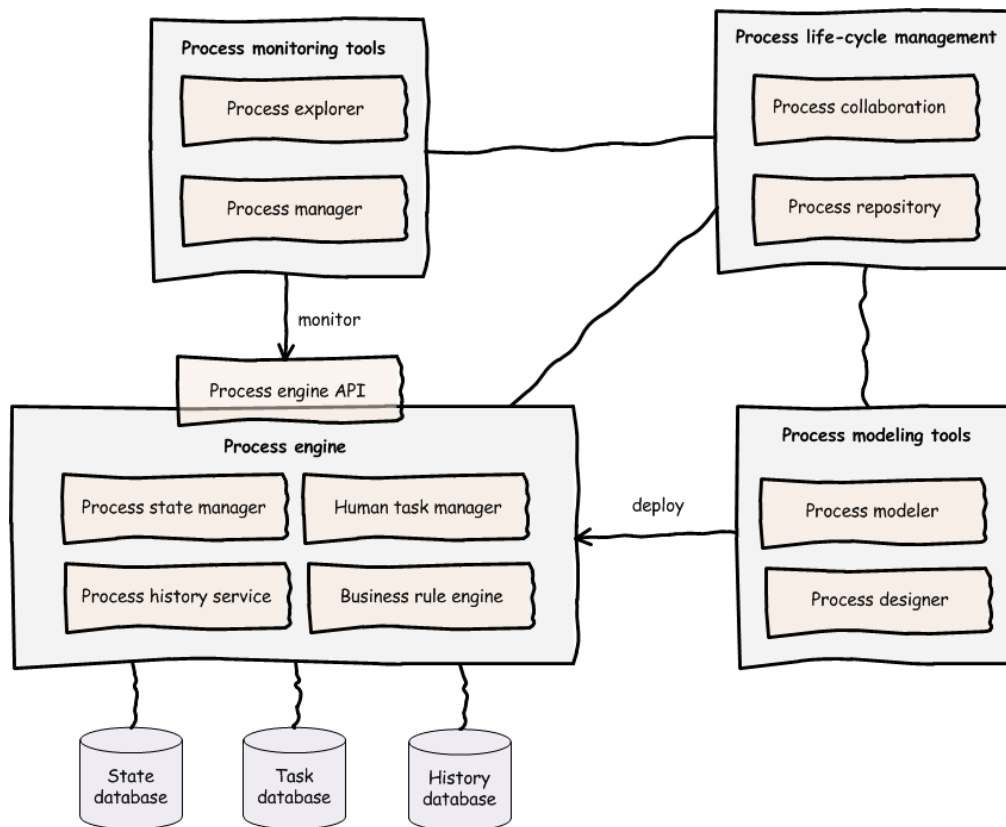 Process monitoring tools
Process explorer
Process manager
Process life-cycle management
Process collaboration
Process repository
monitor
Process engine API
Process engine
Process state manager
Human task manager
Process history service
Business rule engine
deploy
Process modeling tools
Process modeler
Process designer
State
database
Task
database
History
database